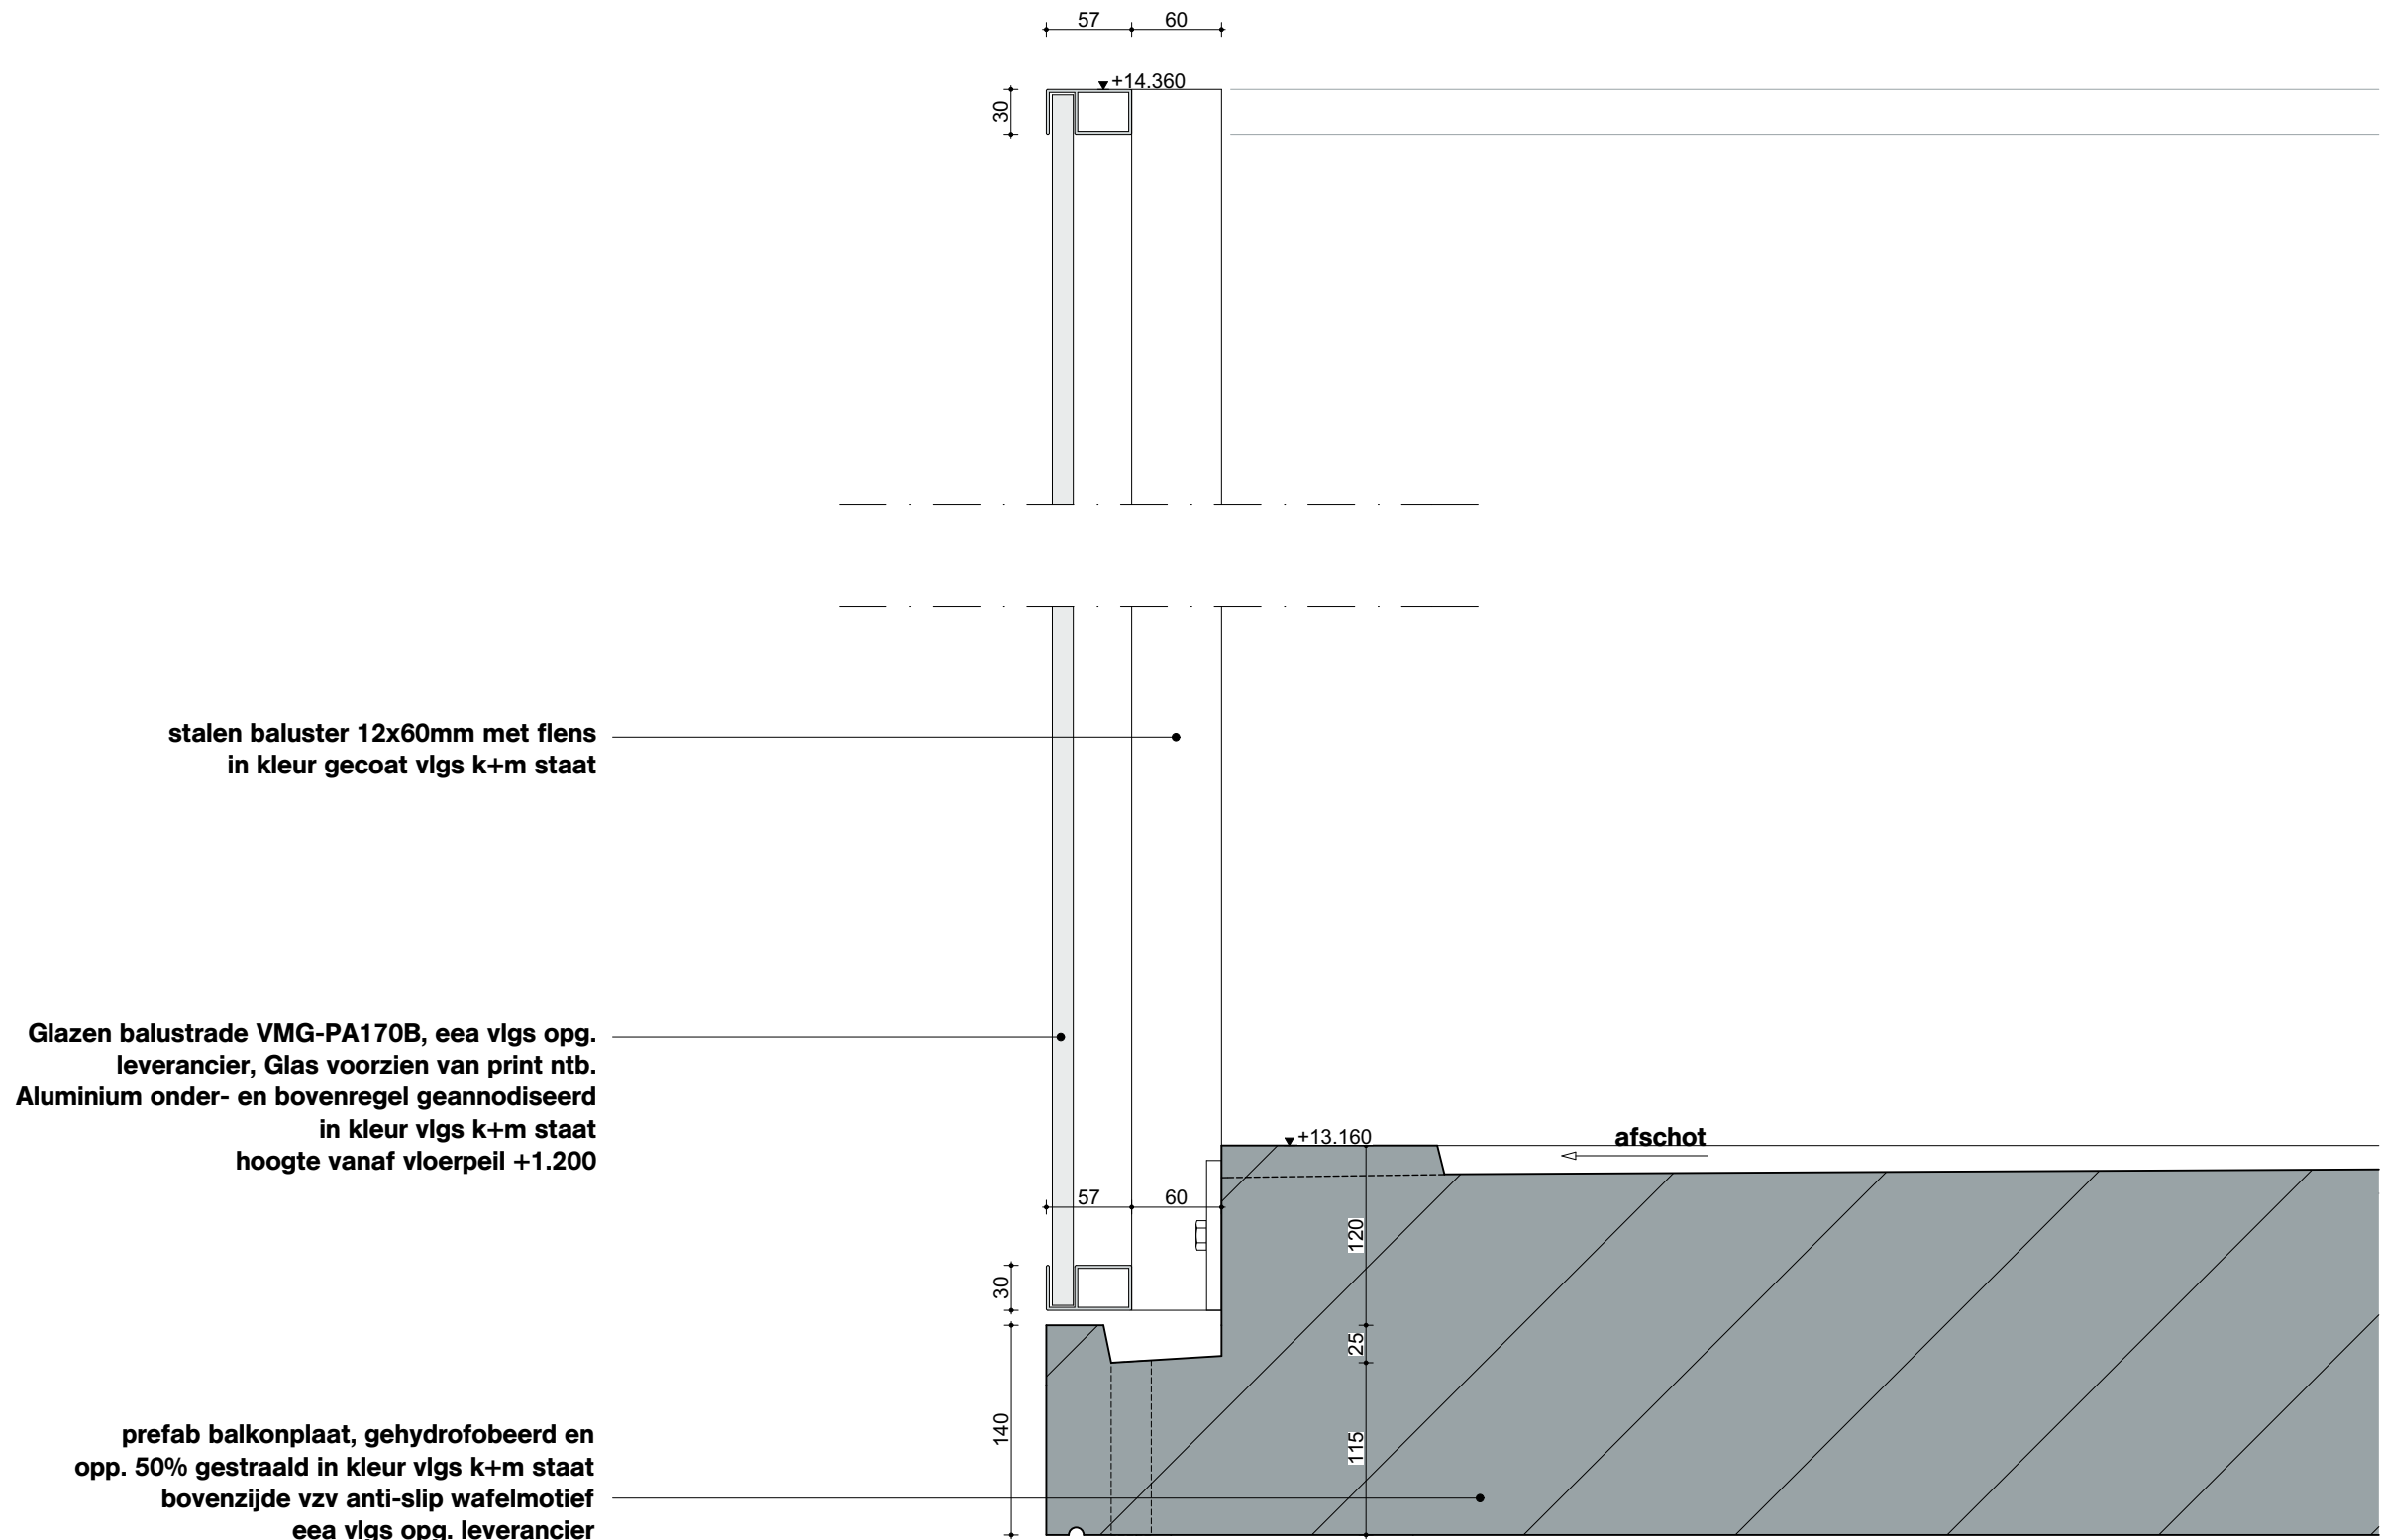 57 60
+14.360
30
stalen baluster 12x60mm met flens
in kleur gecoat vlgs k+m staat
Glazen balustrade VMG-PA170B, eea vlgs opg.
leverancier, Glas voorzien van print ntb.
Aluminium onder- en bovenregel geannodiseerd
in kleur vlgs k+m staat
hoogte vanaf vloerpeil +1.200
+13.160
afschot
57 60
120
30
25
140
115
prefab balkonplaat, gehydrofobeerd en
opp. 50% gestraald in kleur vlgs k+m staat
bovenzijde vzv anti-slip wafelmotief
eea vlgs opg. leverancier